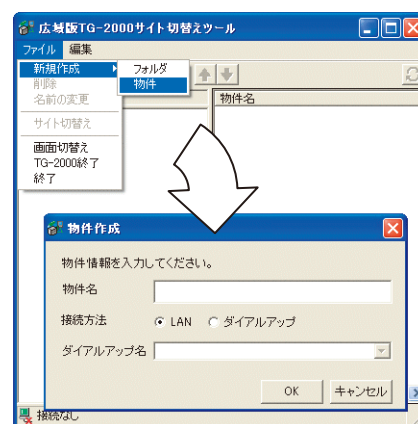 広域版TG-2000サイト切替えツール
ファイル 編集
新規作成 フォルダ
削除 物件
名前の変更 物件名
サイト切替え
画面切替え
TG-2000終了
終了
物件作成
物件情報を入力してください。
物件名
接続方法 LAN ダイアルアップ
ダイアルアップ名
OK キャンセル
接続なし